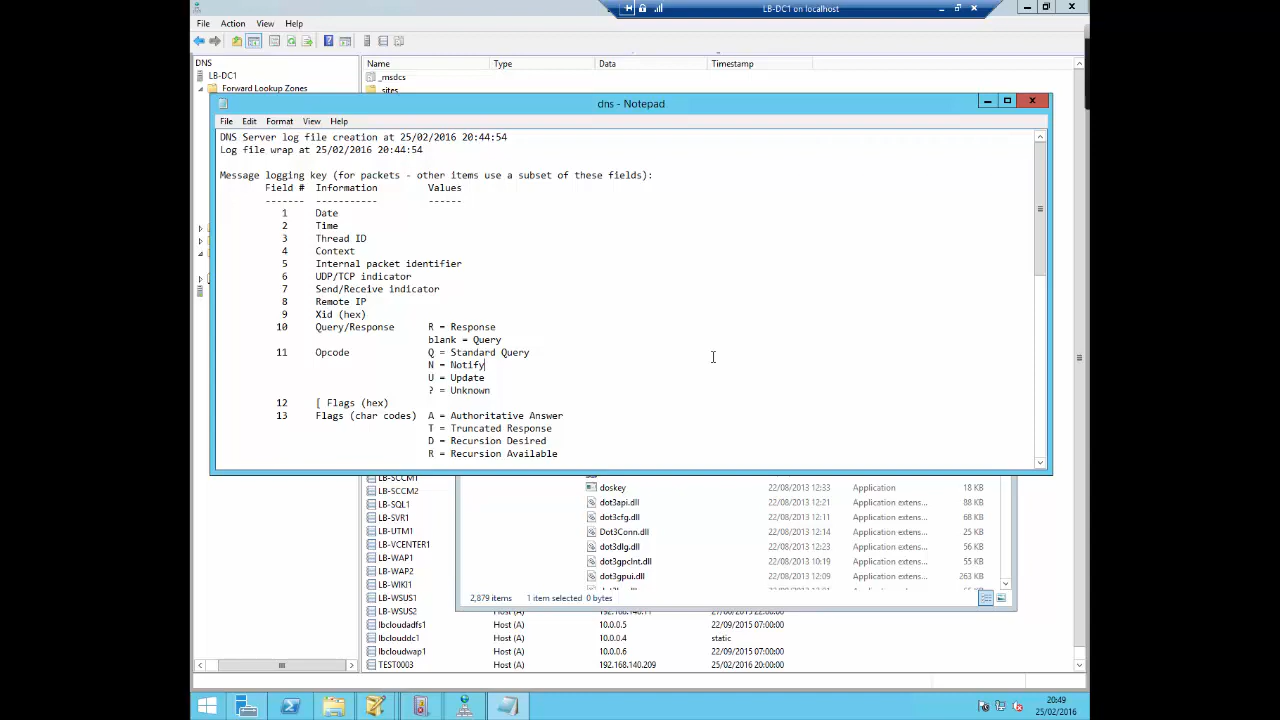 LB-DC1 on localhost
File Action View Help
DNS
LB-DC1
Forward Lookup Zones
Name Type Data Timestamp
_msdcs
_sites
dns - Notepad
File Edit Format View Help
DNS Server log file creation at 25/02/2016 20:44:54
Log file wrap at 25/02/2016 20:44:54
Message logging key (for packets - other items use a subset of these fields):
Field # Information Values
------- ----------- ------
1 Date
2 Time
3 Thread ID
4 Context
5 Internal packet identifier
6 UDP/TCP indicator
7 Send/Receive indicator
8 Remote IP
9 Xid (hex)
10 Query/Response R = Response
blank = Query
11 Opcode Q = Standard Query
N = Notify
U = Update
? = Unknown
12 [ Flags (hex)
13 Flags (char codes) A = Authoritative Answer
T = Truncated Response
D = Recursion Desired
R = Recursion Available
LB-SCCM1
LB-SCCM2
LB-SQL1
LB-SVR1
LB-UTM1
LB-VCENTER1
LB-WAP1
LB-WAP2
LB-WIKI1
LB-WSUS1
LB-WSUS2
doskey 22/08/2013 12:33 Application 18 KB
dot3api.dll 22/08/2013 12:21 Application extens... 88 KB
dot3cfg.dll 22/08/2013 12:11 Application extens... 68 KB
Dot3Conn.dll 22/08/2013 12:14 Application extens... 25 KB
dot3dlg.dll 22/08/2013 12:23 Application extens... 56 KB
dot3gpclnt.dll 22/08/2013 10:19 Application extens... 55 KB
dot3gpui.dll 22/08/2013 12:09 Application extens... 263 KB
2,879 items 1 item selected 0 bytes
lbcloudadfs1 Host (A) 10.0.0.5 22/09/2015 07:00:00
lbclouddc1 Host (A) 10.0.0.4 static
lbcloudwap1 Host (A) 10.0.0.6 22/09/2015 07:00:00
TEST0003 Host (A) 192.168.140.209 25/02/2016 20:00:00
20:49
25/02/2016